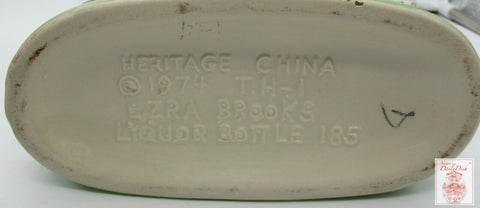 HERITAGE CHINA
© 1974 T.H-1
EZRA BROOKS
LIQUOR BOTTLE 185